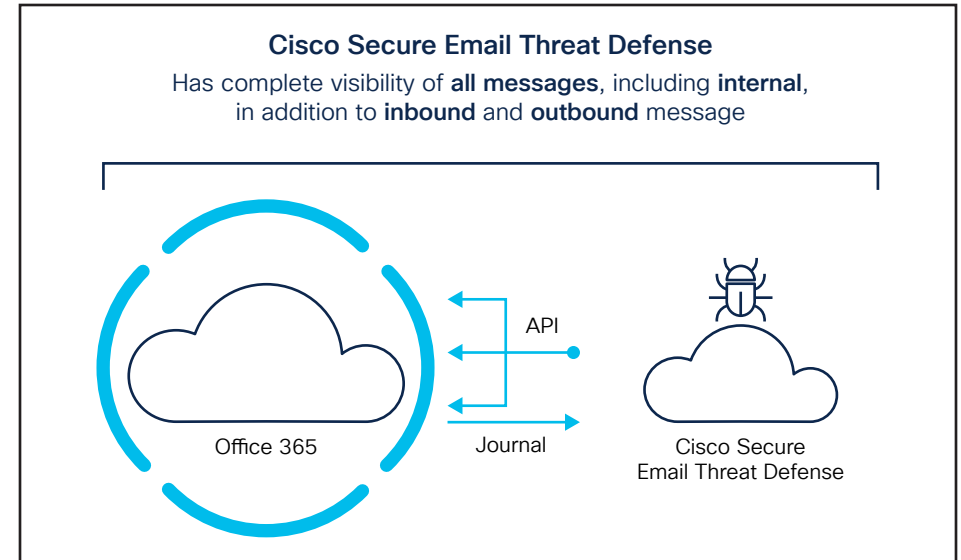 Cisco Secure Email Threat Defense
Has complete visibility of all messages, including internal,
in addition to inbound and outbound message
API
Office 365
Journal
Cisco Secure
Email Threat Defense